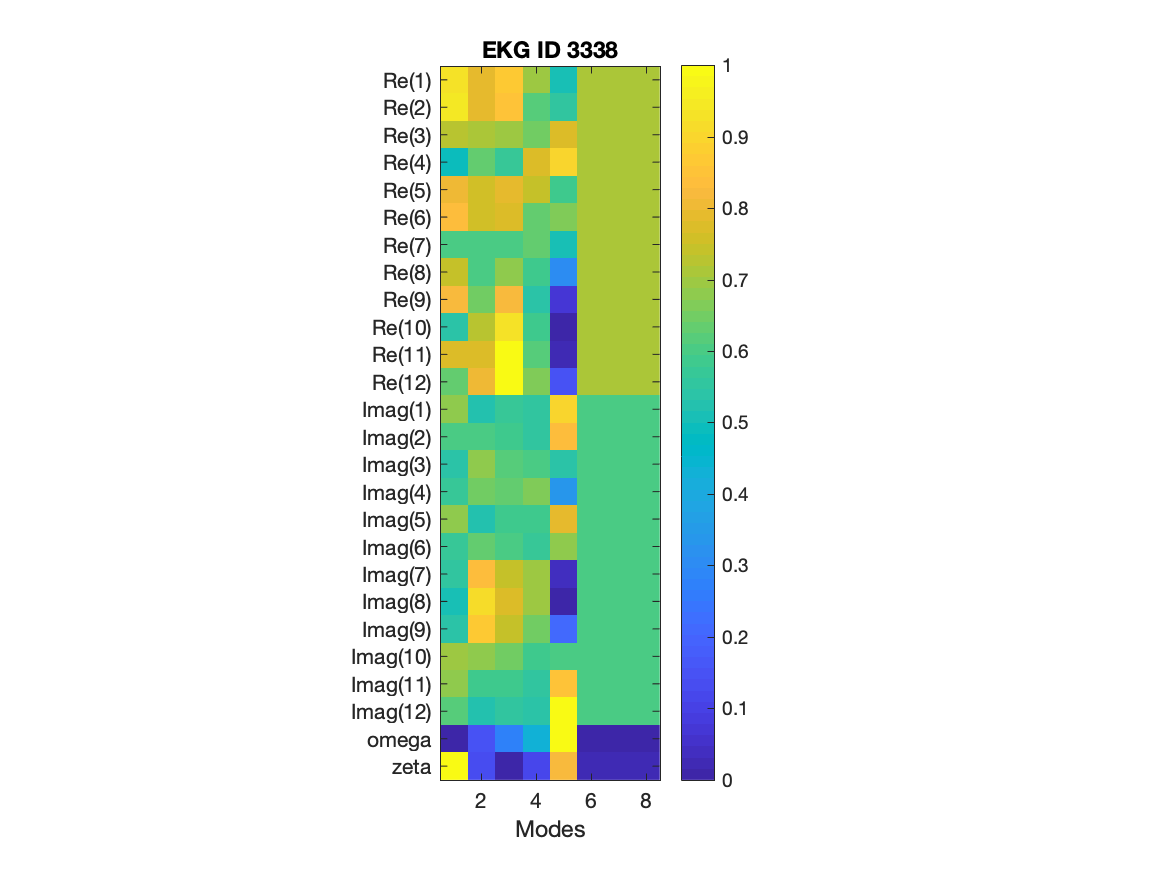 EKG ID 3338
Re(1)
Re(2)
Re(3)
Re(4)
Re(5)
Re(6)
Re(7)
Re(8)
Re(9)
Re(10)
Re(11)
Re(12)
Imag(1)
Imag(2)
Imag(3)
Imag(4)
Imag(5)
Imag(6)
Imag(7)
Imag(8)
Imag(9)
Imag(10)
Imag(11)
Imag(12)
omega
zeta
2 4 6 8
Modes
1
0.9
0.8
0.7
0.6
0.5
0.4
0.3
0.2
0.1
0